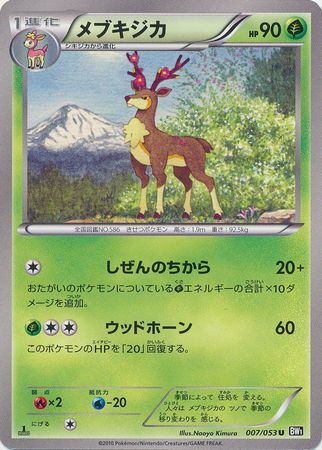 1進化
メブキジカ
HP 90
シキジカから進化
全国図鑑NO.586 きせつポケモン 高さ:1.9m 重さ:92.5kg
しぜんのちから 20+
おたがいのポケモンについているエネルギーの合計×10ダ
メージを追加。
ウッドホーン 60
このポケモンのHPを「20」回復する。
弱点 抵抗力
×2 -20
にげる
季節によって 住処を 変える。
人々は メブキジカの ツノで 季節の
移り変わりを 感じる。
Illus. Naoyo Kimura 007/053 U BW1
©2010 Pokémon/Nintendo/Creatures/GAME FREAK.